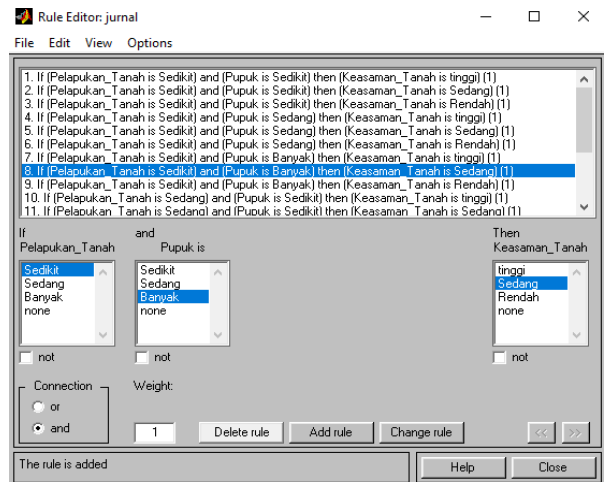 Rule Editor: jurnal
File Edit View Options
1. If (Pelapukan_Tanah is Sedikit) and (Pupuk is Sedikit) then (Keasaman_Tanah is tinggi) (1)
2. If (Pelapukan_Tanah is Sedikit) and (Pupuk is Sedikit) then (Keasaman_Tanah is Sedang) (1)
3. If (Pelapukan_Tanah is Sedikit) and (Pupuk is Sedikit) then (Keasaman_Tanah is Rendah) (1)
4. If (Pelapukan_Tanah is Sedikit) and (Pupuk is Sedang) then (Keasaman_Tanah is tinggi) (1)
5. If (Pelapukan_Tanah is Sedikit) and (Pupuk is Sedang) then (Keasaman_Tanah is Sedang) (1)
6. If (Pelapukan_Tanah is Sedikit) and (Pupuk is Sedang) then (Keasaman_Tanah is Rendah) (1)
7. If (Pelapukan_Tanah is Sedikit) and (Pupuk is Banyak) then (Keasaman_Tanah is tinggi) (1)
8. If (Pelapukan_Tanah is Sedikit) and (Pupuk is Banyak) then (Keasaman_Tanah is Sedang) (1)
9. If (Pelapukan_Tanah is Sedikit) and (Pupuk is Banyak) then (Keasaman_Tanah is Rendah) (1)
10. If (Pelapukan_Tanah is Sedang) and (Pupuk is Sedikit) then (Keasaman_Tanah is tinggi) (1)
11. If (Pelapukan_Tanah is Sedang) and (Pupuk is Sedikit) then (Keasaman_Tanah is Sedang) (1)
If and Then
Pelapukan_Tanah Pupuk is Keasaman_Tanah
Sedikit Sedikit tinggi
Sedang Sedang Sedang
Banyak Banyak Rendah
none none none
not not not
Connection Weight:
or
and 1 Delete rule Add rule Change rule << >>
The rule is added Help Close